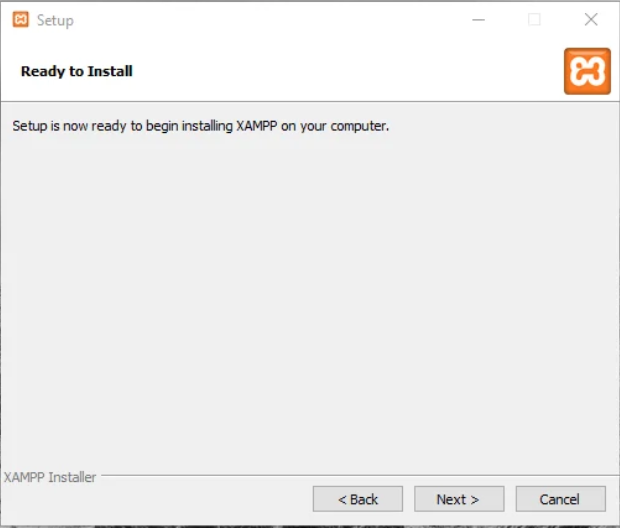 Setup
Ready to Install
Setup is now ready to begin installing XAMPP on your computer.
XAMPP Installer
< Back
Next >
Cancel